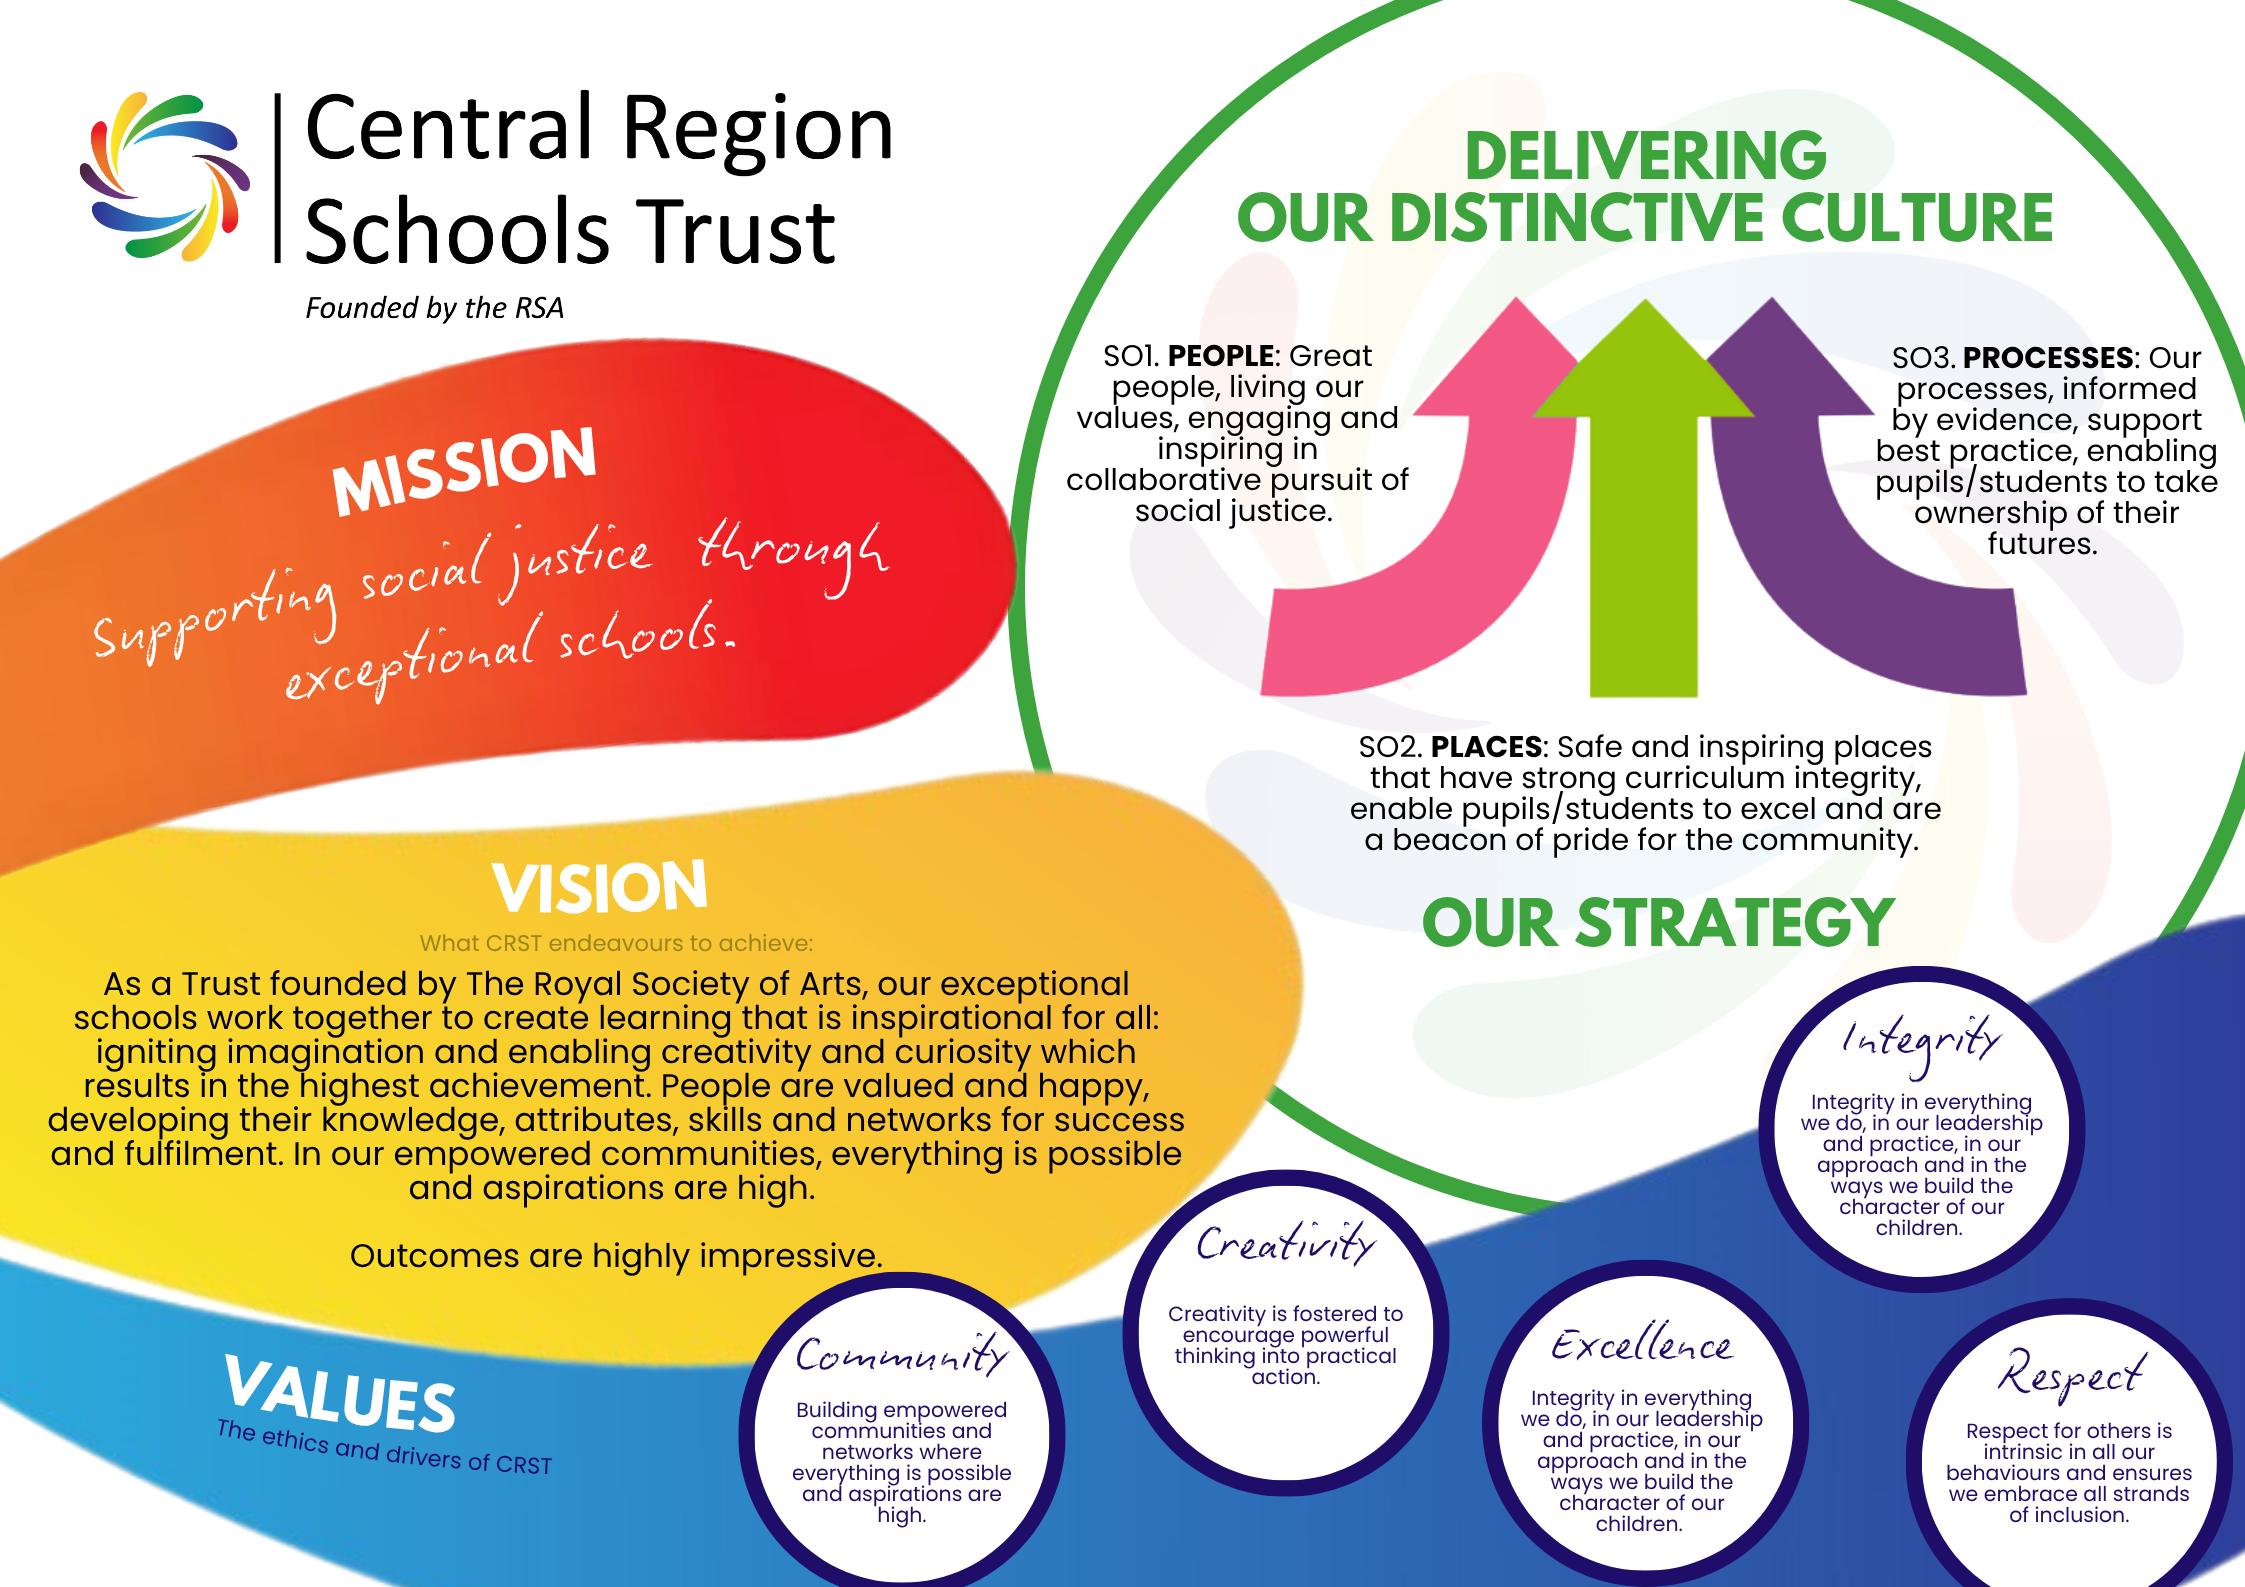 Central Region
Schools Trust
Founded by the RSA
MISSION
Supporting social justice through
exceptional schools.
VISION
What CRST endeavours to achieve:
As a Trust founded by The Royal Society of Arts, our exceptional
schools work together to create learning that is inspirational for all:
igniting imagination and enabling creativity and curiosity which
results in the highest achievement. People are valued and happy,
developing their knowledge, attributes, skills and networks for success
and fulfilment. In our empowered communities, everything is possible
and aspirations are high.
Outcomes are highly impressive.
DELIVERING
OUR DISTINCTIVE CULTURE
SO1. PEOPLE: Great
people, living our
values, engaging and
inspiring in
collaborative pursuit of
social justice.
SO3. PROCESSES: Our
processes, informed
by evidence, support
best practice, enabling
pupils/students to take
ownership of their
futures.
SO2. PLACES: Safe and inspiring places
that have strong curriculum integrity,
enable pupils/students to excel and are
a beacon of pride for the community.
OUR STRATEGY
VALUES
The ethics and drivers of CRST
Community
Building empowered
communities and
networks where
everything is possible
and aspirations are
high.
Creativity
Creativity is fostered to
encourage powerful
thinking into practical
action.
Excellence
Integrity in everything
we do, in our leadership
and practice, in our
approach and in the
ways we build the
character of our
children.
Integrity
Integrity in everything
we do, in our leadership
and practice, in our
approach and in the
ways we build the
character of our
children.
Respect
Respect for others is
intrinsic in all our
behaviours and ensures
we embrace all strands
of inclusion.